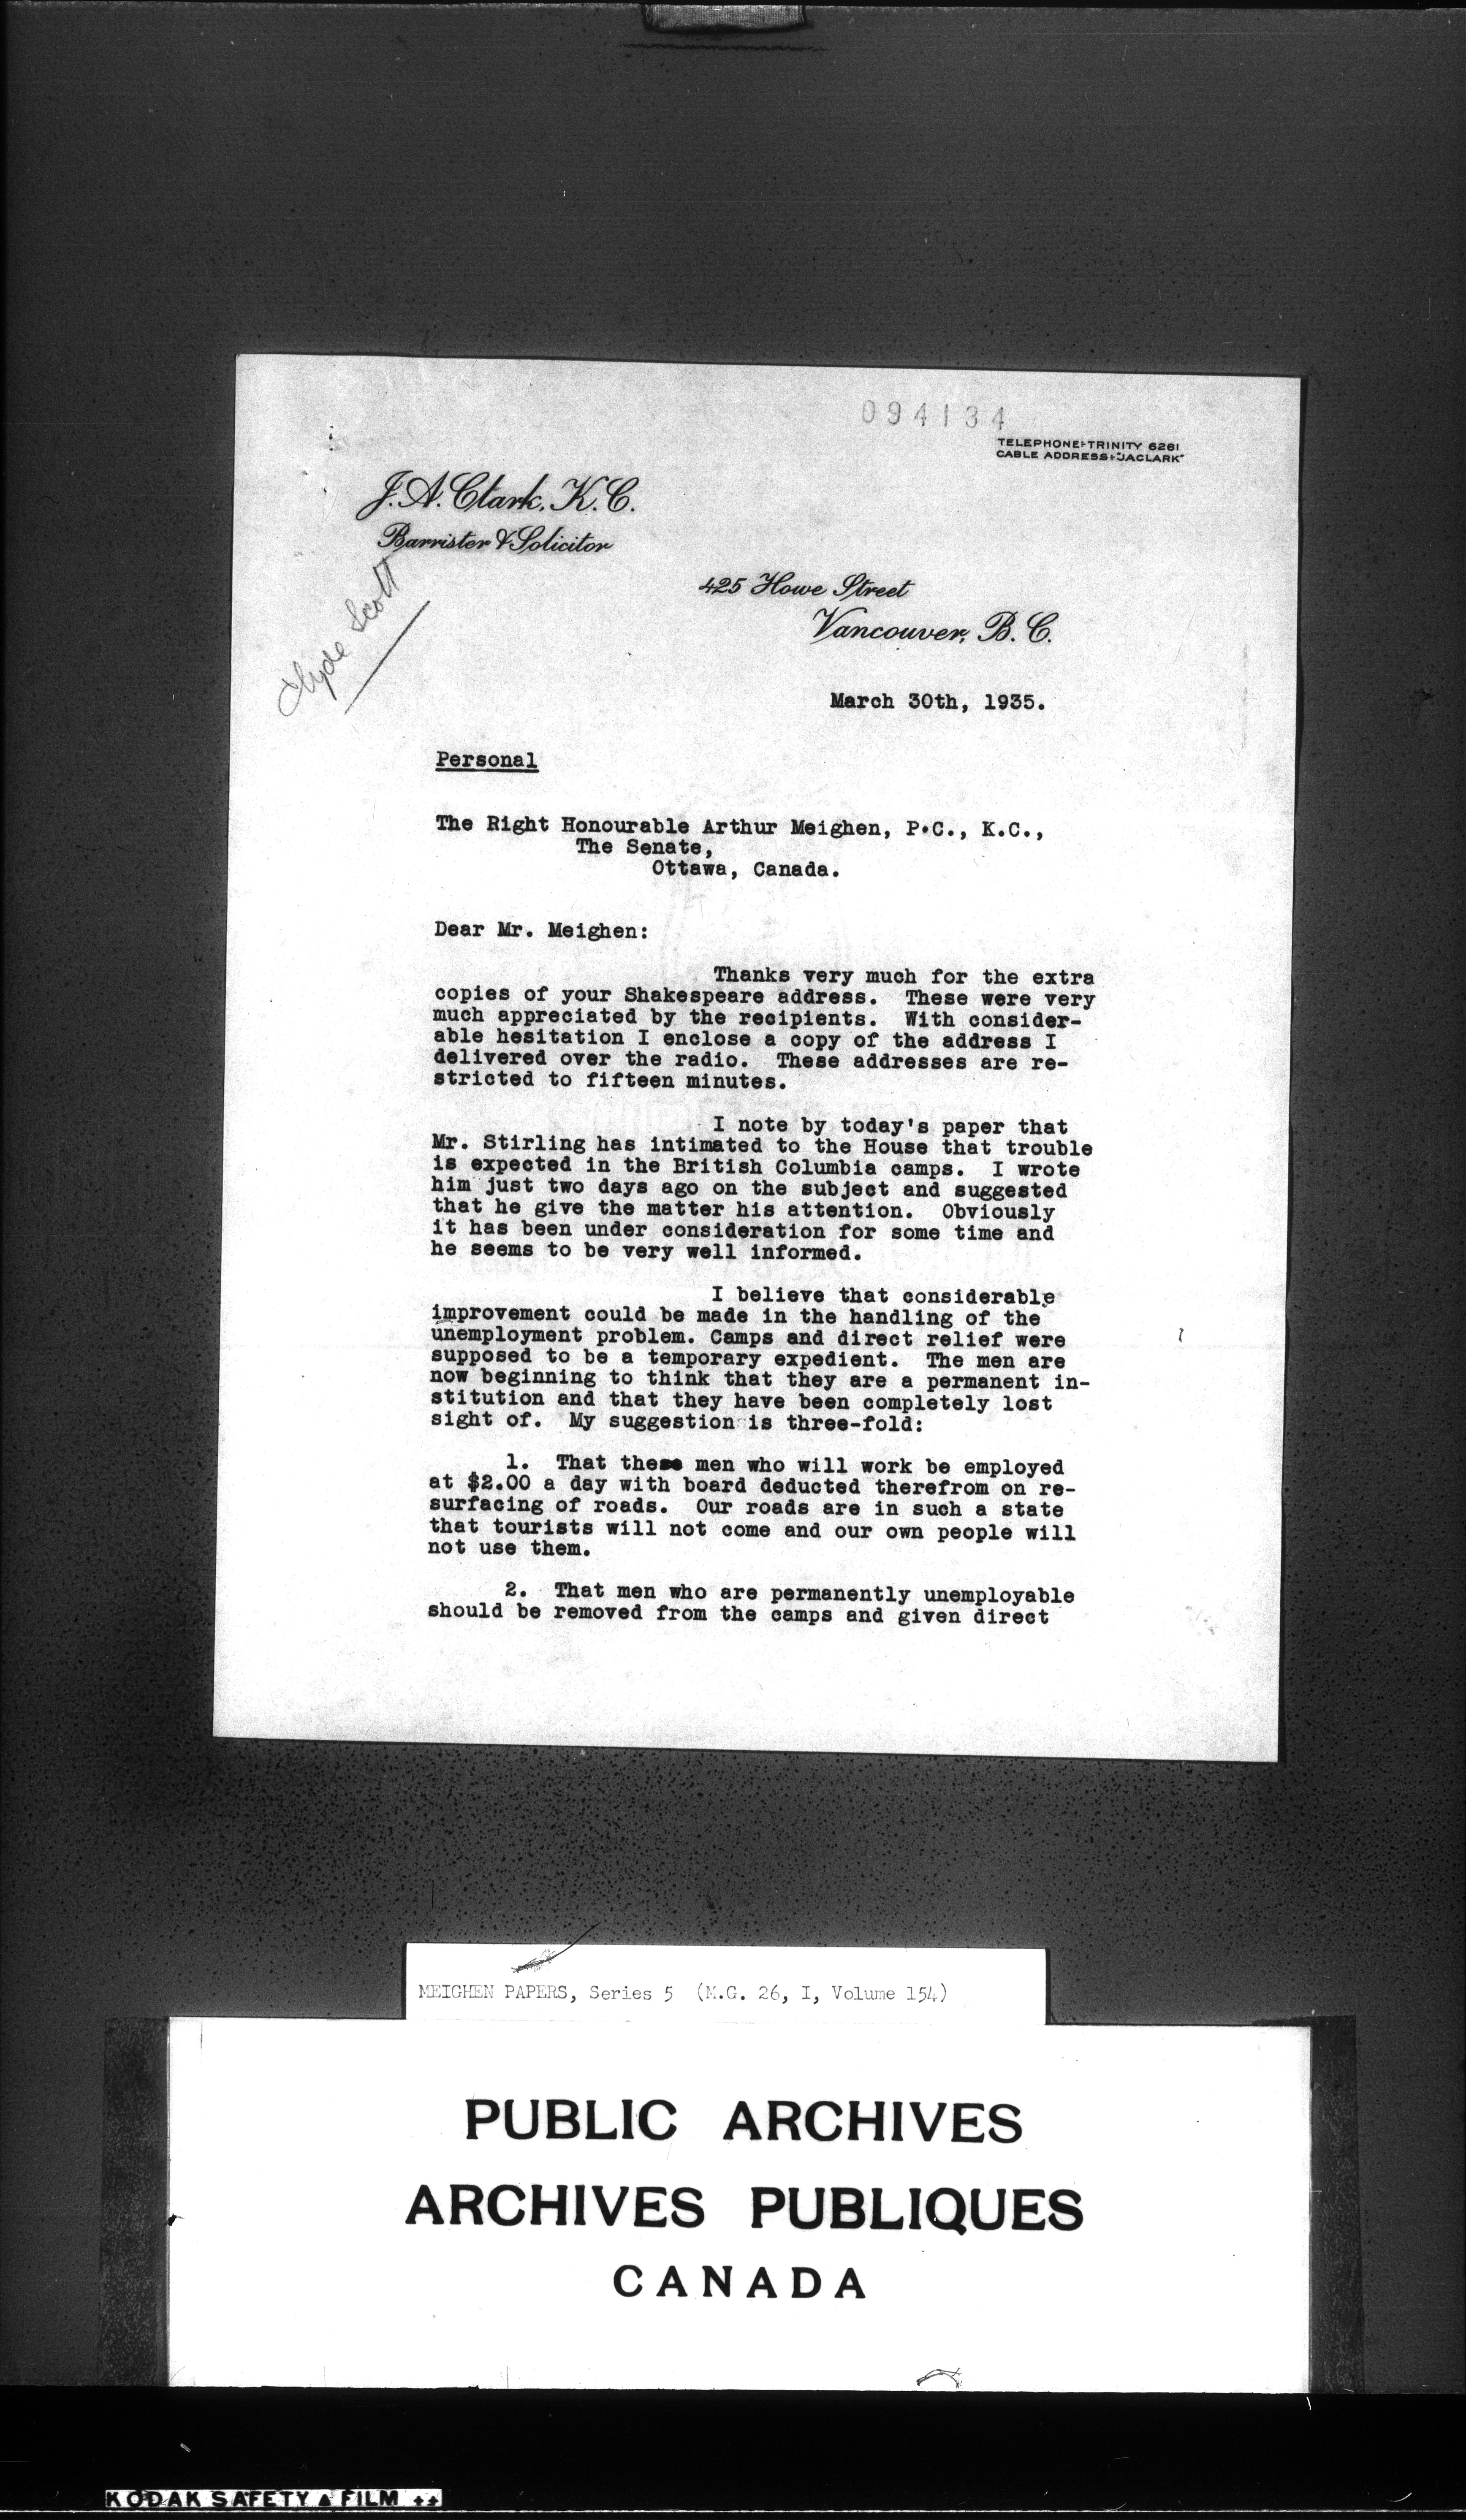 094134
TELEPHONE-TRINITY 6261
CABLE ADDRESS-"JACLARK"
J. A. Clark, K. C.
Barrister & Solicitor
Clyde Scott
425 Howe Street
Vancouver, B. C.
March 30th, 1935.
Personal
The Right Honourable Arthur Meighen, P.C., K.C.,
The Senate,
Ottawa, Canada.
Dear Mr. Meighen:
Thanks very much for the extra
copies of your Shakespeare address. These were very
much appreciated by the recipients. With consider-
able hesitation I enclose a copy of the address I
delivered over the radio. These addresses are re-
stricted to fifteen minutes.
I note by today's paper that
Mr. Stirling has intimated to the House that trouble
is expected in the British Columbia camps. I wrote
him just two days ago on the subject and suggested
that he give the matter his attention. Obviously
it has been under consideration for some time and
he seems to be very well informed.
I believe that considerable
improvement could be made in the handling of the
unemployment problem. Camps and direct relief were
supposed to be a temporary expedient. The men are
now beginning to think that they are a permanent in-
stitution and that they have been completely lost
sight of. My suggestion is three-fold:
1. That these men who will work be employed
at $2.00 a day with board deducted therefrom on re-
surfacing of roads. Our roads are in such a state
that tourists will not come and our own people will
not use them.
2. That men who are permanently unemployable
should be removed from the camps and given direct
MEIGHEN PAPERS, Series 5 (M.G. 26, I, Volume 154)
PUBLIC ARCHIVES
ARCHIVES PUBLIQUES
CANADA
KODAK SAFETY ▲ FILM ++